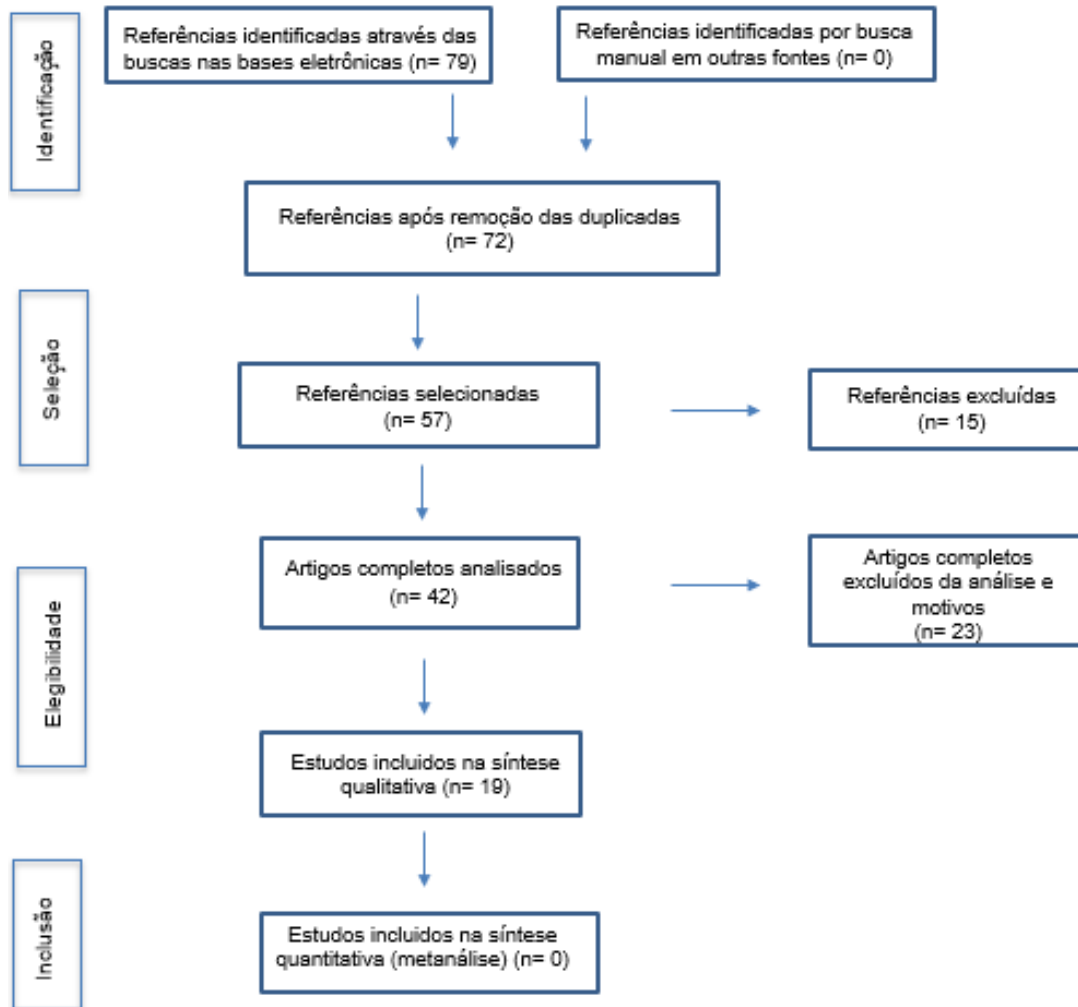 Identificação
Referências identificadas através das
buscas nas bases eletrônicas (n= 79)
Referências identificadas por busca
manual em outras fontes (n= 0)
Referências após remoção das duplicadas
(n= 72)
Seleção
Referências selecionadas
(n= 57)
Referências excluídas
(n= 15)
Elegibilidade
Artigos completos analisados
(n= 42)
Artigos completos
excluídos da análise e
motivos
(n= 23)
Estudos incluidos na síntese
qualitativa (n= 19)
Inclusão
Estudos incluidos na síntese
quantitativa (metanálise) (n= 0)